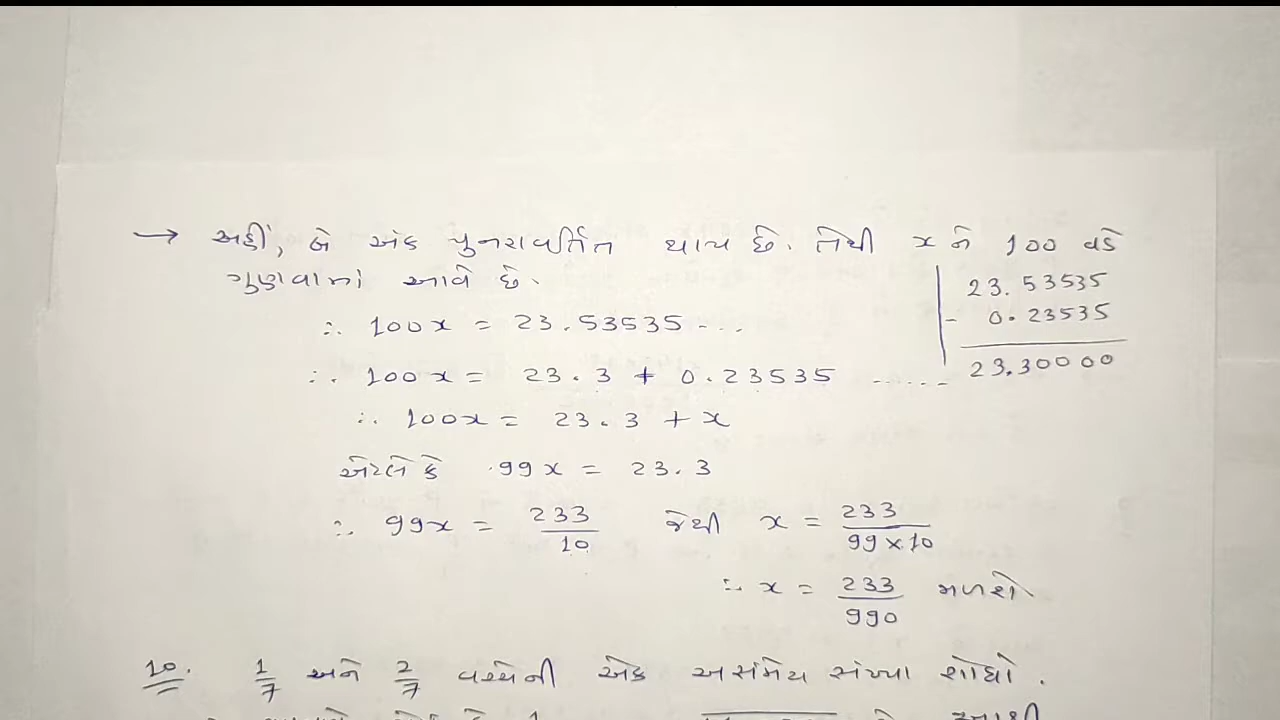 → અહીં, બે અંક પુનરાવર્તિત થાય છે. તેથી x ને 100 વડે
ગુણવામાં આવે છે.
∴ 100x = 23.53535...
∴ 100x = 23.3 + 0.23535 ......
∴ 100x = 23.3 + x
એટલે કે 99x = 23.3
∴ 99x = 233/10 જેથી x = 233/(99×10)
∴ x = 233/990 મળશે
23.53535
- 0.23535
23.30000
10. 1/7 અને 2/7 વચ્ચેની એક અસંમેય સંખ્યા શોધો.